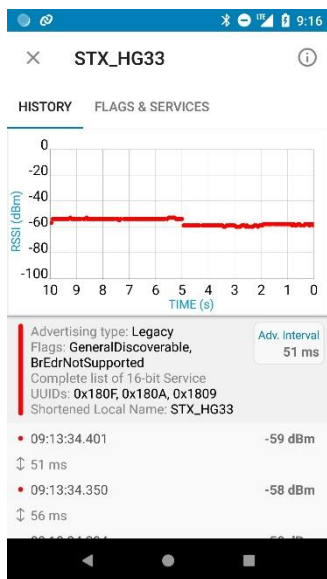 LTE 9:16
STX_HG33
HISTORY FLAGS & SERVICES
0
-20
-40
-60
-80
-100
RSSI (dBm)
10 9 8 7 6 5 4 3 2 1 0
TIME (s)
Advertising type: Legacy
Flags: GeneralDiscoverable,
BrEdrNotSupported
Complete list of 16-bit Service
UUIDs: 0x180F, 0x180A, 0x1809
Shortened Local Name: STX_HG33
Adv. Interval
51 ms
09:13:34.401 -59 dBm
51 ms
09:13:34.350 -58 dBm
56 ms